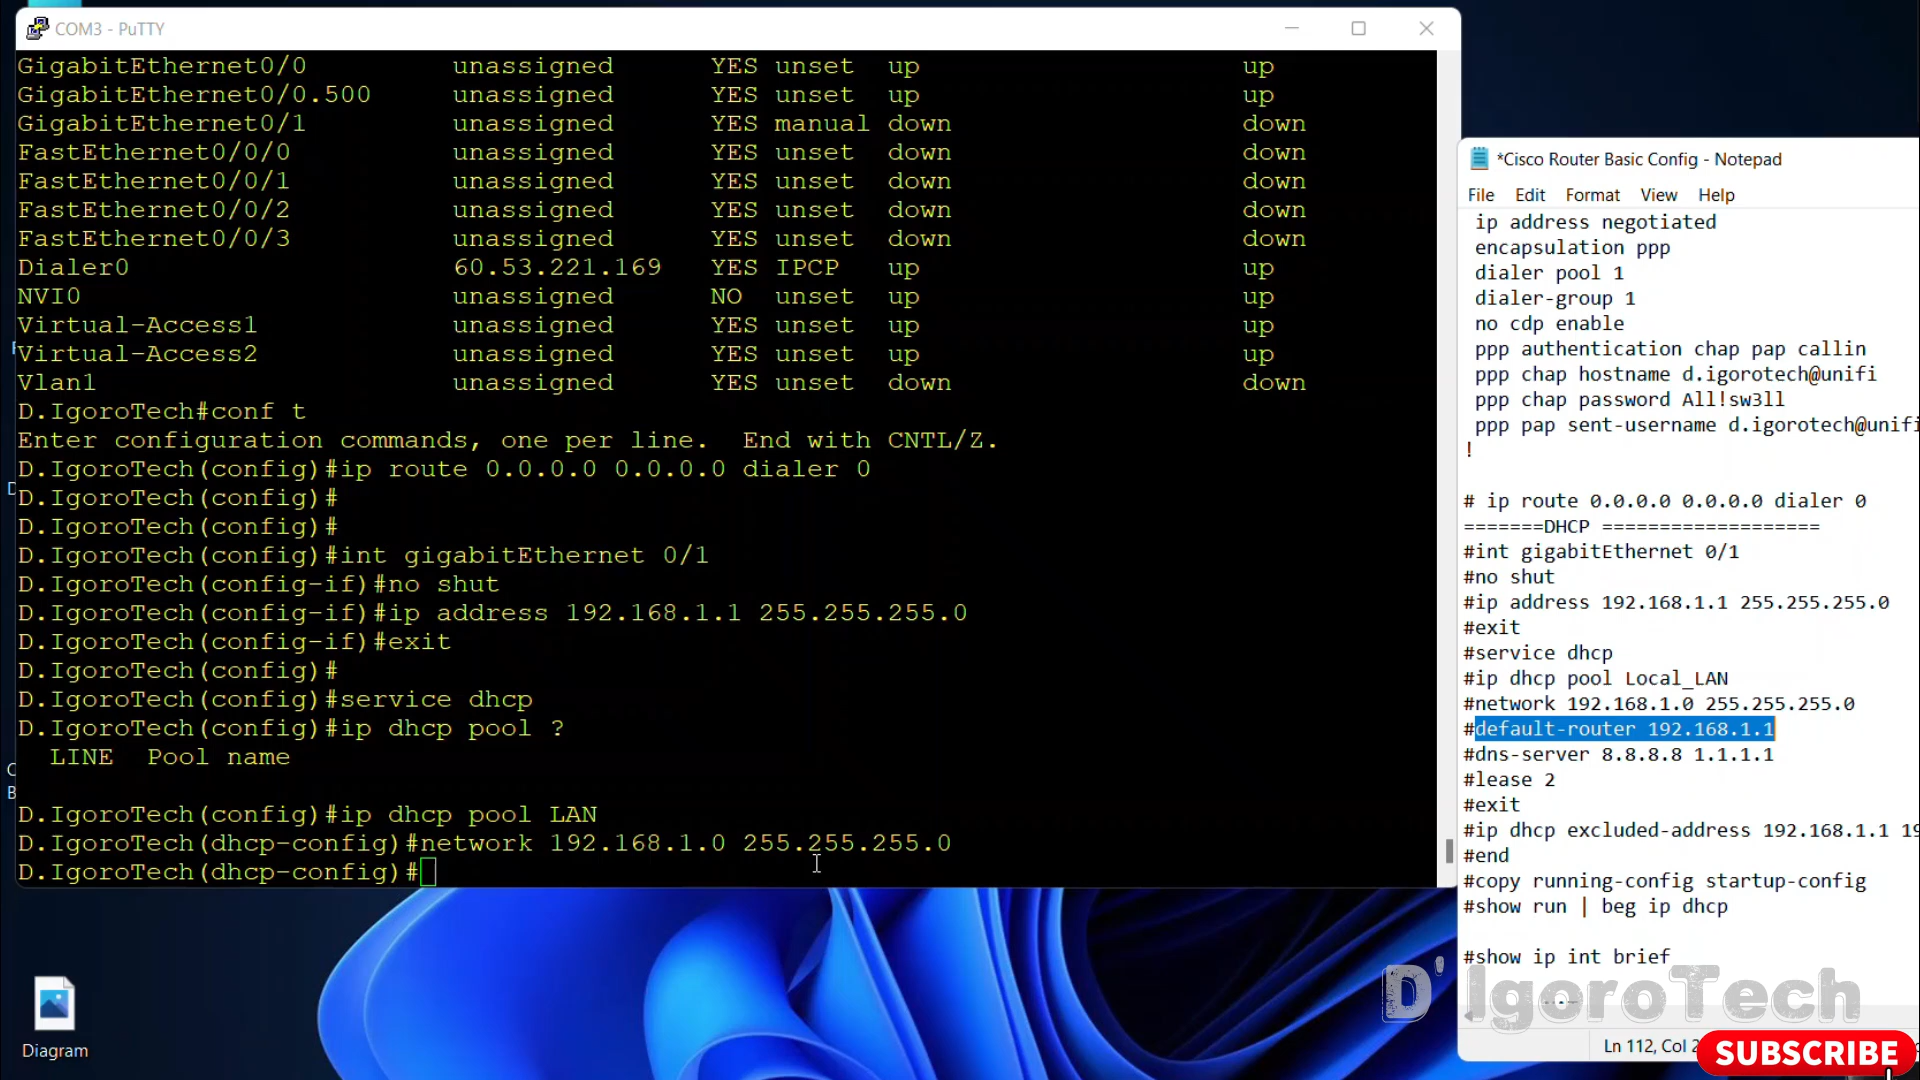 COM3 - PuTTY
GigabitEthernet0/0 unassigned YES unset up up
GigabitEthernet0/0.500 unassigned YES unset up up
GigabitEthernet0/1 unassigned YES manual down down
FastEthernet0/0/0 unassigned YES unset down down
FastEthernet0/0/1 unassigned YES unset down down
FastEthernet0/0/2 unassigned YES unset down down
FastEthernet0/0/3 unassigned YES unset down down
Dialer0 60.53.221.169 YES IPCP up up
NVI0 unassigned NO unset up up
Virtual-Access1 unassigned YES unset up up
Virtual-Access2 unassigned YES unset up up
Vlan1 unassigned YES unset down down
D.IgoroTech#conf t
Enter configuration commands, one per line.  End with CNTL/Z.
D.IgoroTech(config)#ip route 0.0.0.0 0.0.0.0 dialer 0
D.IgoroTech(config)#
D.IgoroTech(config)#
D.IgoroTech(config)#int gigabitEthernet 0/1
D.IgoroTech(config-if)#no shut
D.IgoroTech(config-if)#ip address 192.168.1.1 255.255.255.0
D.IgoroTech(config-if)#exit
D.IgoroTech(config)#
D.IgoroTech(config)#service dhcp
D.IgoroTech(config)#ip dhcp pool ?
LINE  Pool name
D.IgoroTech(config)#ip dhcp pool LAN
D.IgoroTech(dhcp-config)#network 192.168.1.0 255.255.255.0
D.IgoroTech(dhcp-config)#
*Cisco Router Basic Config - Notepad
File Edit Format View Help
ip address negotiated
encapsulation ppp
dialer pool 1
dialer-group 1
no cdp enable
ppp authentication chap pap callin
ppp chap hostname d.igorotech@unifi
ppp chap password All!sw3ll
ppp pap sent-username d.igorotech@unifi
!
# ip route 0.0.0.0 0.0.0.0 dialer 0
=======DHCP ===================
#int gigabitEthernet 0/1
#no shut
#ip address 192.168.1.1 255.255.255.0
#exit
#service dhcp
#ip dhcp pool Local_LAN
#network 192.168.1.0 255.255.255.0
#default-router 192.168.1.1
#dns-server 8.8.8.8 1.1.1.1
#lease 2
#exit
#ip dhcp excluded-address 192.168.1.1 19
#end
#copy running-config startup-config
#show run | beg ip dhcp
#show ip int brief
D' IgoroTech
Ln 112, Col 2
SUBSCRIBE
Diagram